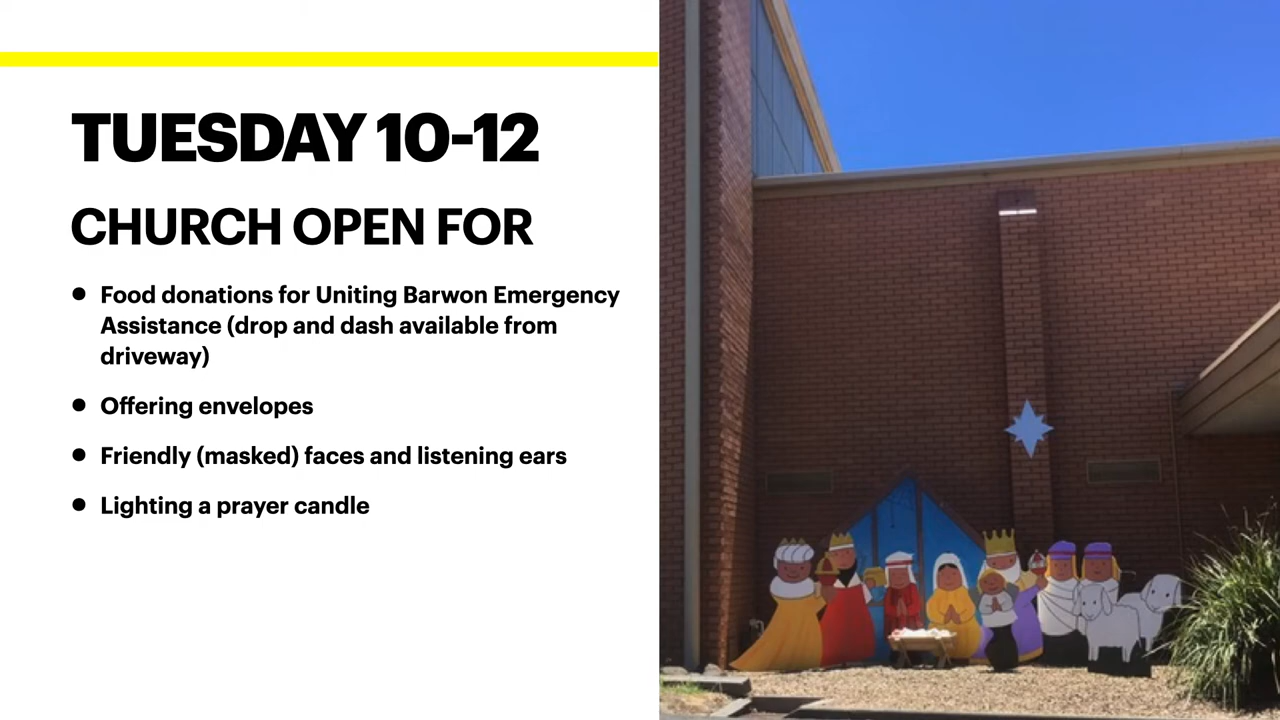 TUESDAY 10-12
CHURCH OPEN FOR
• Food donations for Uniting Barwon Emergency
Assistance (drop and dash available from
driveway)
• Offering envelopes
• Friendly (masked) faces and listening ears
• Lighting a prayer candle